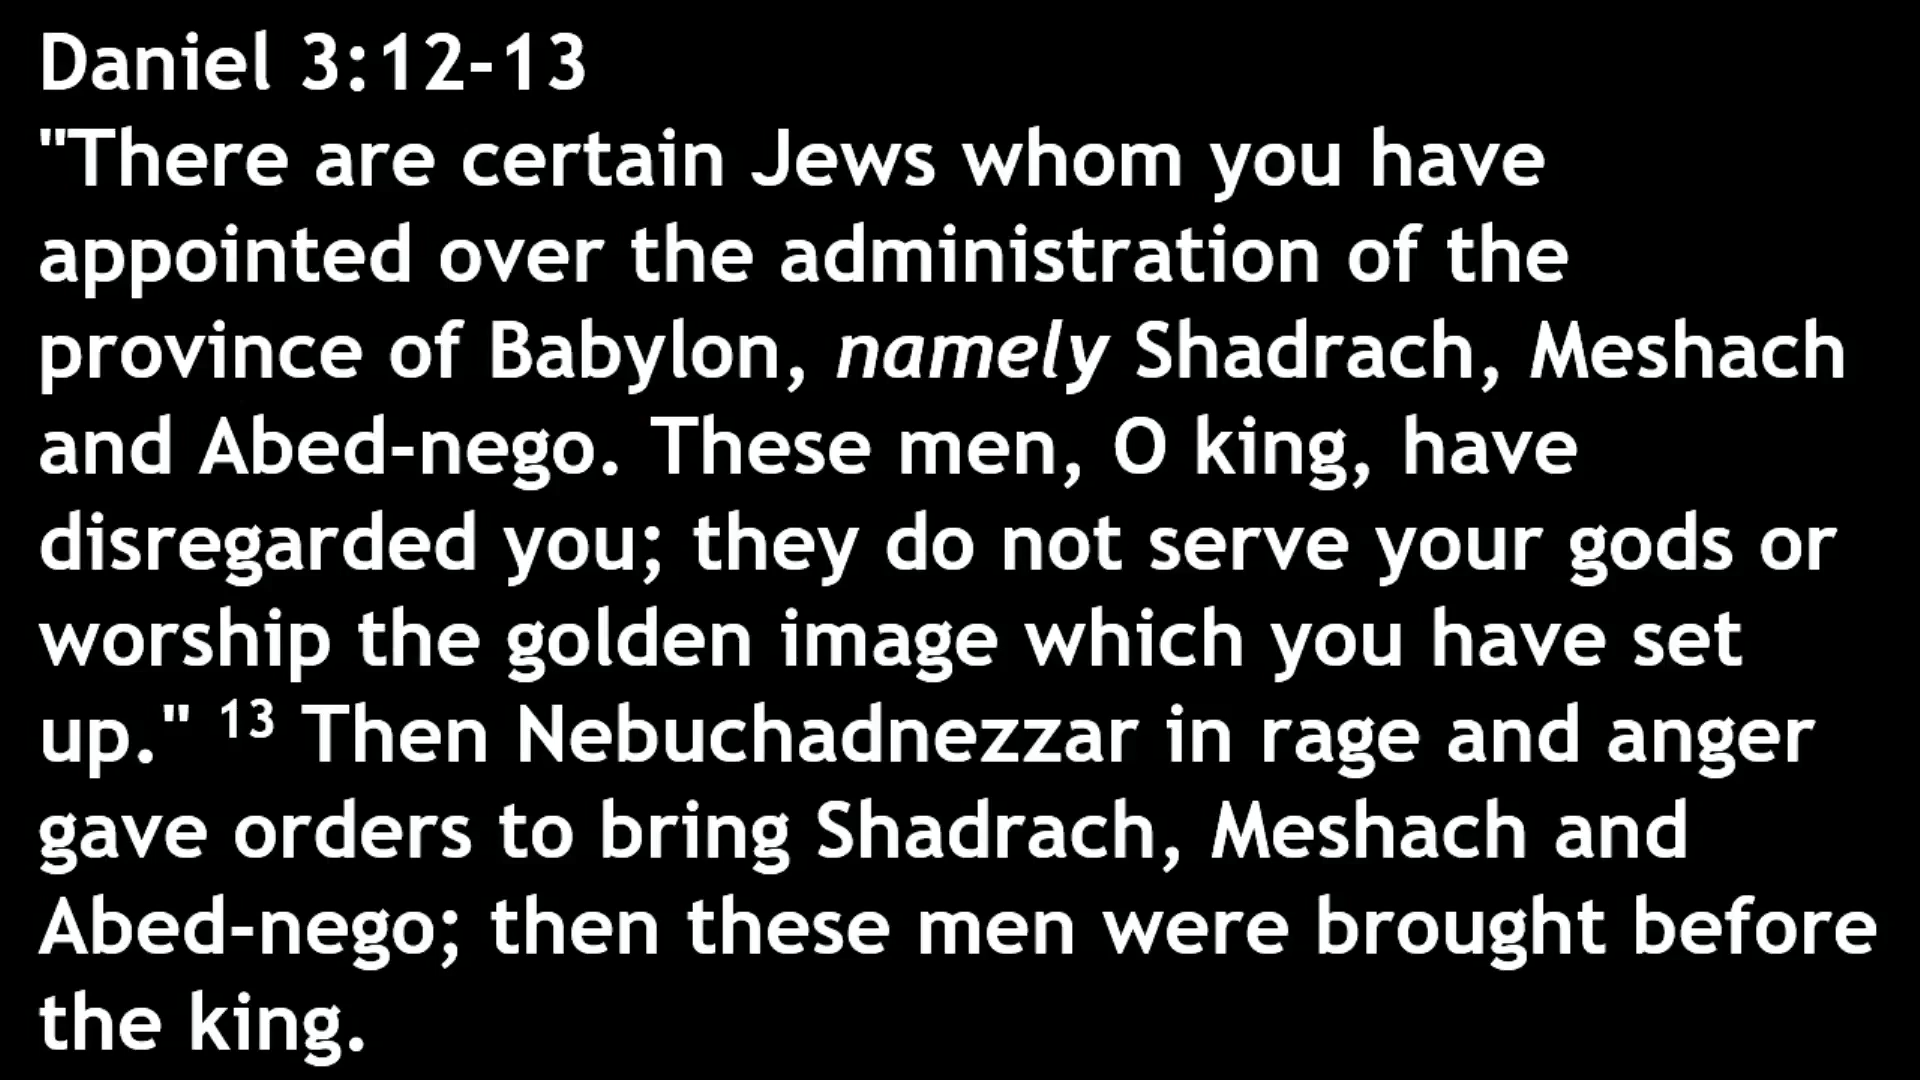 Daniel 3:12-13
"There are certain Jews whom you have
appointed over the administration of the
province of Babylon, namely Shadrach, Meshach
and Abed-nego. These men, O king, have
disregarded you; they do not serve your gods or
worship the golden image which you have set
up." 13 Then Nebuchadnezzar in rage and anger
gave orders to bring Shadrach, Meshach and
Abed-nego; then these men were brought before
the king.